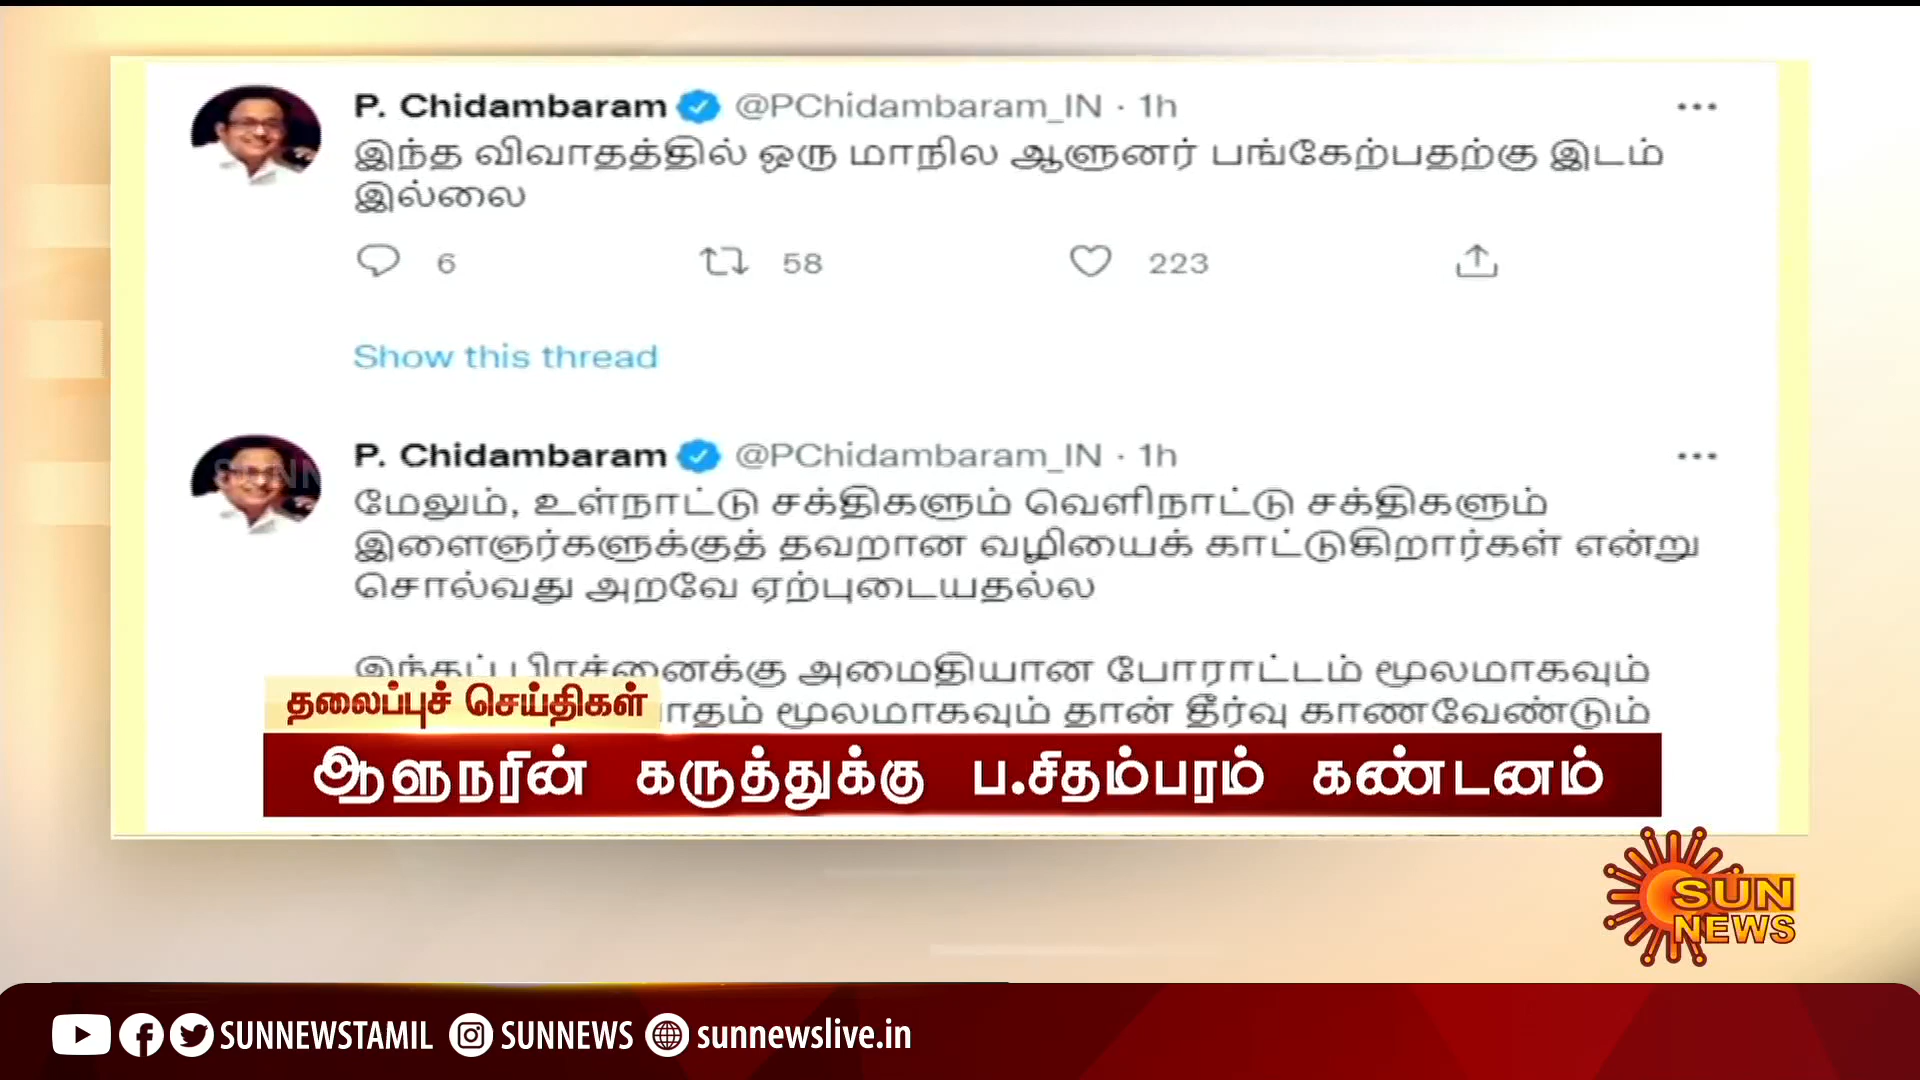 P. Chidambaram @PChidambaram_IN · 1h
இந்த விவாதத்தில் ஒரு மாநில ஆளுனர் பங்கேற்பதற்கு இடம்
இல்லை
6 58 223
Show this thread
P. Chidambaram @PChidambaram_IN · 1h
மேலும், உள்நாட்டு சக்திகளும் வெளிநாட்டு சக்திகளும்
இளைஞர்களுக்குத் தவறான வழியைக் காட்டுகிறார்கள் என்று
சொல்வது அறவே ஏற்புடையதல்ல
இந்தப் பிரச்னைக்கு அமைதியான போராட்டம் மூலமாகவும்
மூலமாகவும் தான் தீர்வு காணவேண்டும்
தலைப்புச் செய்திகள்
ஆளுநரின் கருத்துக்கு ப.சிதம்பரம் கண்டனம்
SUN
NEWS
SUNNEWSTAMIL SUNNEWS sunnewslive.in